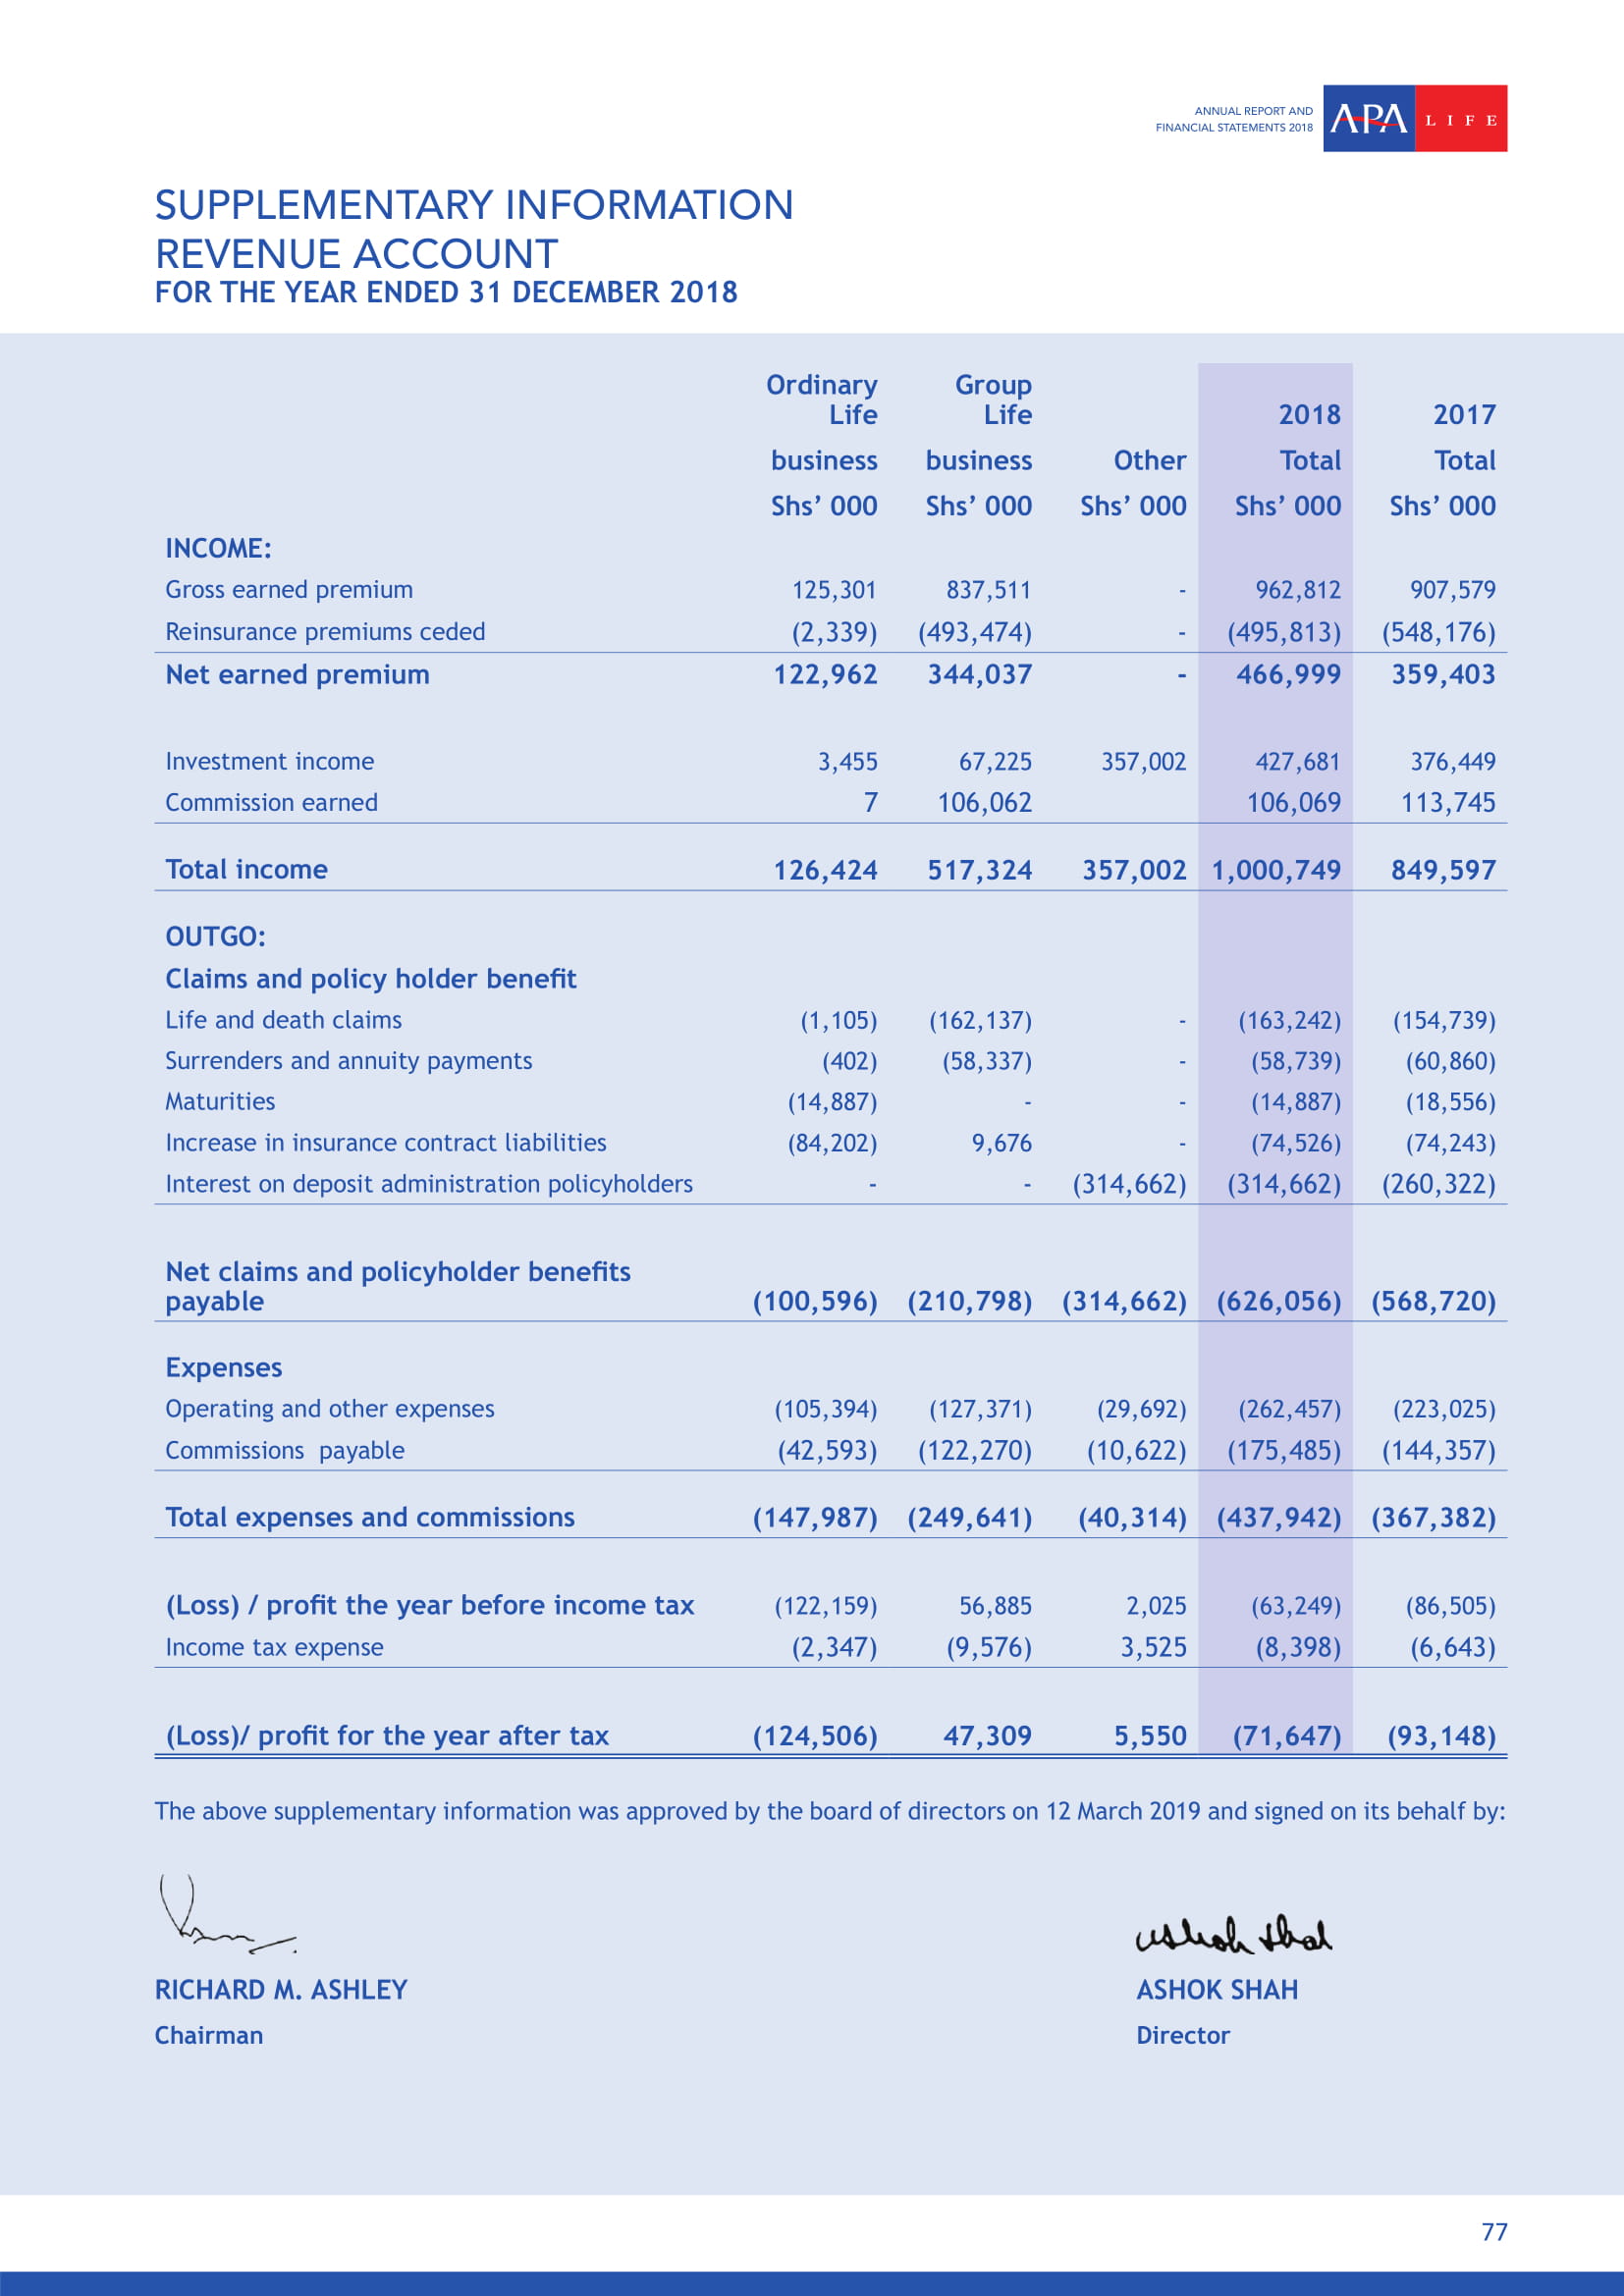 ANNUAL REPORT AND
FINANCIAL STATEMENTS 2018
APA LIFE
SUPPLEMENTARY INFORMATION
REVENUE ACCOUNT
FOR THE YEAR ENDED 31 DECEMBER 2018
Ordinary Group
Life Life 2018 2017
business business Other Total Total
Shs’ 000 Shs’ 000 Shs’ 000 Shs’ 000 Shs’ 000
INCOME:
Gross earned premium 125,301 837,511 - 962,812 907,579
Reinsurance premiums ceded (2,339) (493,474) - (495,813) (548,176)
Net earned premium 122,962 344,037 - 466,999 359,403
Investment income 3,455 67,225 357,002 427,681 376,449
Commission earned 7 106,062 106,069 113,745
Total income 126,424 517,324 357,002 1,000,749 849,597
OUTGO:
Claims and policy holder benefit
Life and death claims (1,105) (162,137) - (163,242) (154,739)
Surrenders and annuity payments (402) (58,337) - (58,739) (60,860)
Maturities (14,887) - - (14,887) (18,556)
Increase in insurance contract liabilities (84,202) 9,676 - (74,526) (74,243)
Interest on deposit administration policyholders - - (314,662) (314,662) (260,322)
Net claims and policyholder benefits
payable (100,596) (210,798) (314,662) (626,056) (568,720)
Expenses
Operating and other expenses (105,394) (127,371) (29,692) (262,457) (223,025)
Commissions payable (42,593) (122,270) (10,622) (175,485) (144,357)
Total expenses and commissions (147,987) (249,641) (40,314) (437,942) (367,382)
(Loss) / profit the year before income tax (122,159) 56,885 2,025 (63,249) (86,505)
Income tax expense (2,347) (9,576) 3,525 (8,398) (6,643)
(Loss)/ profit for the year after tax (124,506) 47,309 5,550 (71,647) (93,148)
The above supplementary information was approved by the board of directors on 12 March 2019 and signed on its behalf by:
Ashok Shah
RICHARD M. ASHLEY ASHOK SHAH
Chairman Director
77